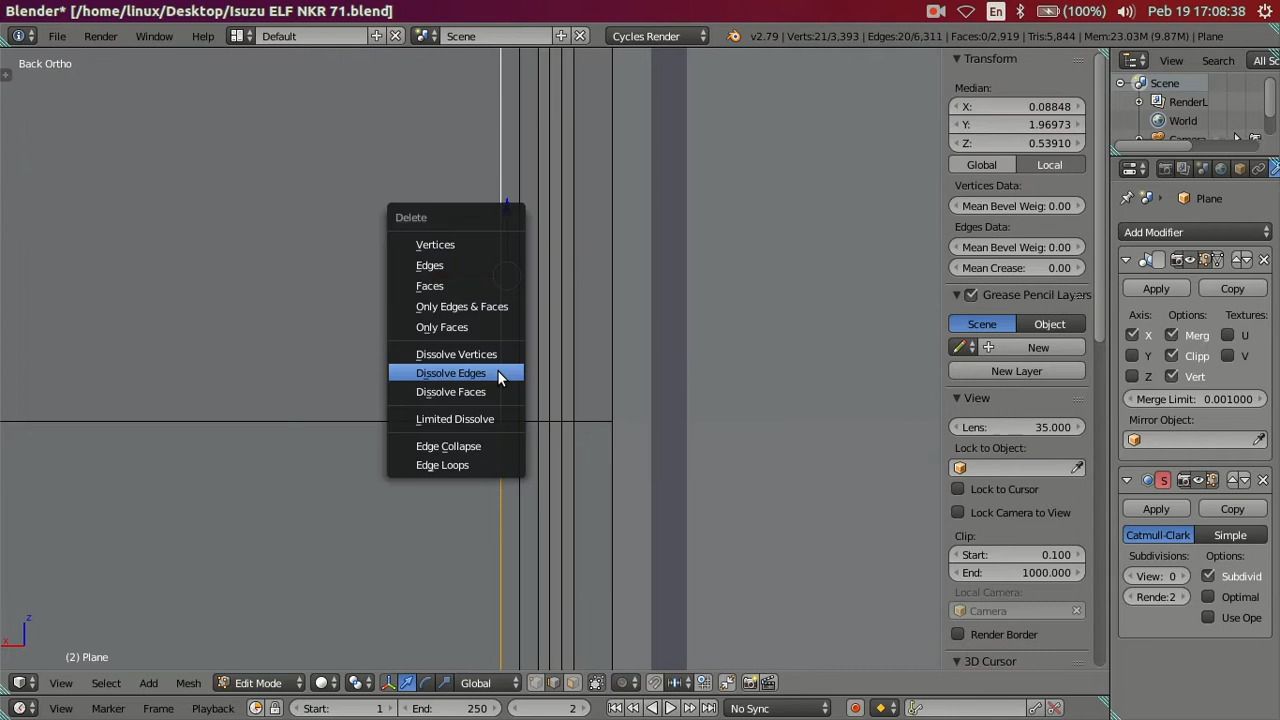 Blender* [/home/linux/Desktop/Isuzu ELF NKR 71.blend]
En (100%) Peb 19 17:08:38
File Render Window Help Default Scene Cycles Render v2.79 | Verts:21/3,393 | Edges:20/6,311 | Faces:0/2,919 | Tris:5,844 | Mem:23.03M (9.87M) | Plane
Back Ortho
Delete
Vertices
Edges
Faces
Only Edges & Faces
Only Faces
Dissolve Vertices
Dissolve Edges
Dissolve Faces
Limited Dissolve
Edge Collapse
Edge Loops
z
x
(2) Plane
Transform
Median:
X: 0.08848
Y: 1.96973
Z: 0.53910
Global Local
Vertices Data:
Mean Bevel Weig: 0.00
Edges Data:
Mean Bevel Weig: 0.00
Mean Crease: 0.00
Grease Pencil Layers
Scene Object
New
New Layer
View
Lens: 35.000
Lock to Object:
Lock to Cursor
Lock Camera to View
Clip:
Start: 0.100
End: 1000.000
Local Camera:
Camera
Render Border
3D Cursor
View Search All Sc
Scene
RenderL
World
Plane
Add Modifier
Apply Copy
Axis: Options: Textures:
X Merg U
Y Clipp V
Z Vert
Merge Limit: 0.001000
Mirror Object:
S
Apply Copy
Catmull-Clark Simple
Subdivisions: Options:
View: 0 Subdivid
Rende: 2 Optimal
Use Ope
View Select Add Mesh Edit Mode Global
View Marker Frame Playback Start: 1 End: 250 2 No Sync